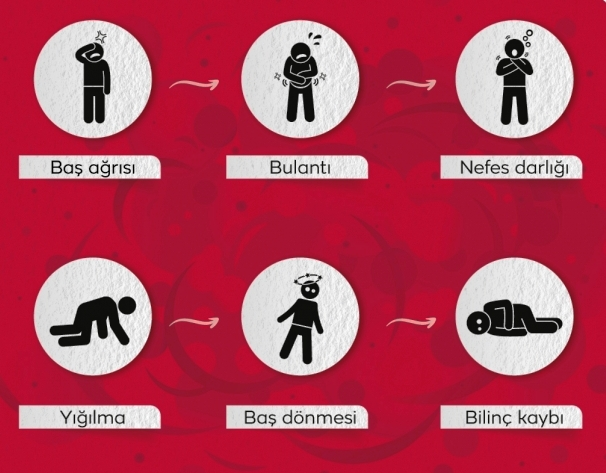 Baş ağrısı
Bulantı
Nefes darlığı
Yığılma
Baş dönmesi
Bilinç kaybı